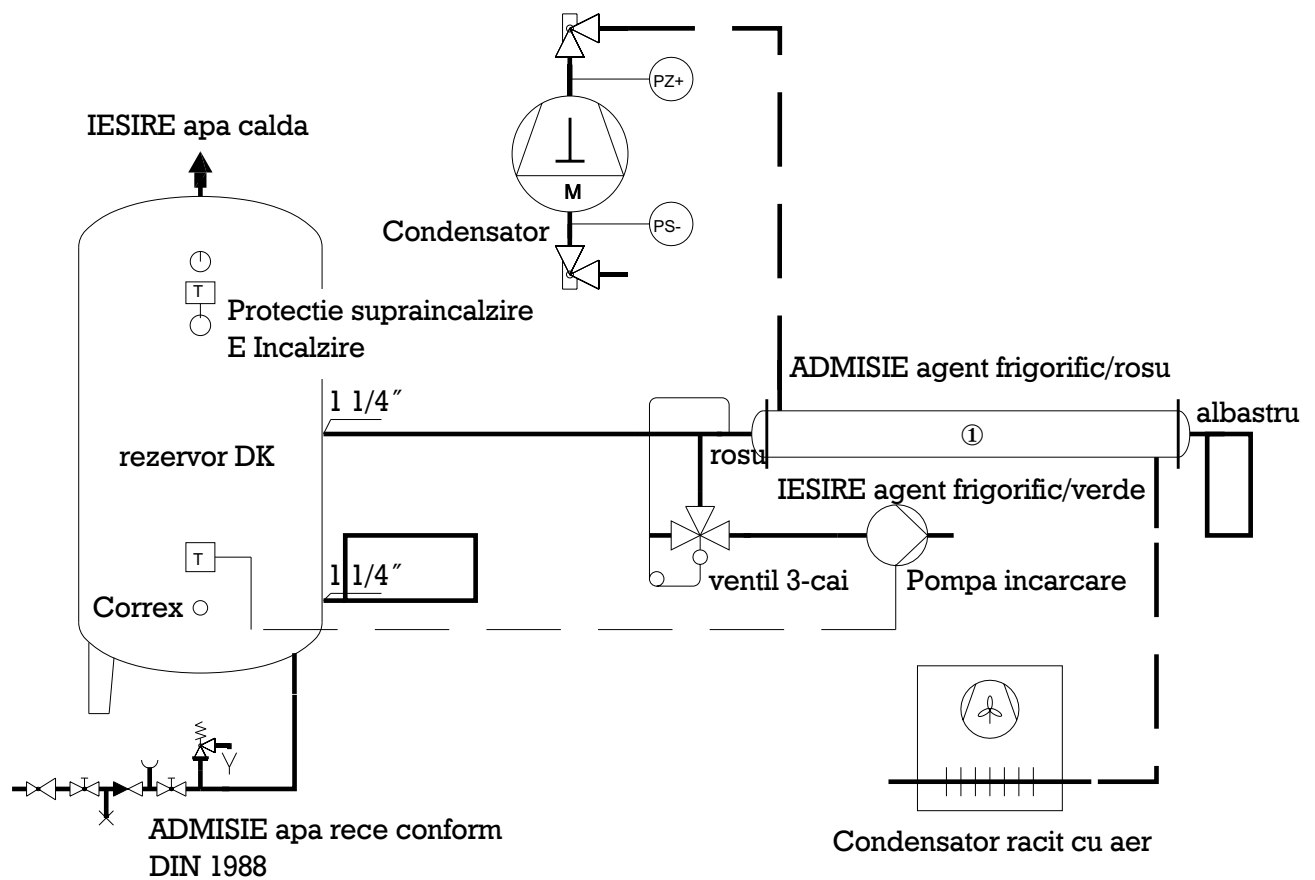 PZ+
IESIRE apa calda
M
PS-
Condensator
T
Protectie supraincalzire
E Incalzire
ADMISIE agent frigorific/rosu
1 1/4″
albastru
①
rezervor DK
rosu
IESIRE agent frigorific/verde
T
1 1/4″
ventil 3-cai
Pompa incarcare
Correx
ADMISIE apa rece conform
DIN 1988
Condensator racit cu aer